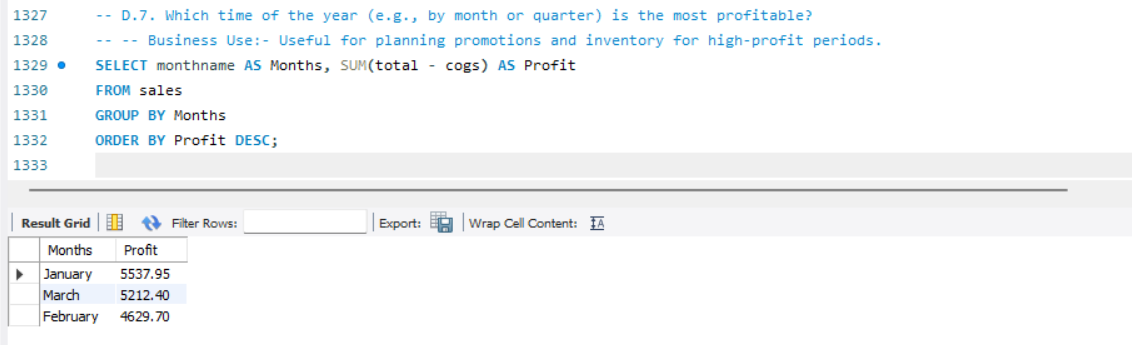 1327 -- D.7. Which time of the year (e.g., by month or quarter) is the most profitable?
1328 -- -- Business Use:- Useful for planning promotions and inventory for high-profit periods.
1329 SELECT monthname AS Months, SUM(total - cogs) AS Profit
1330 FROM sales
1331 GROUP BY Months
1332 ORDER BY Profit DESC;
1333
Result Grid Filter Rows: Export: Wrap Cell Content: IA
Months Profit
January 5537.95
March 5212.40
February 4629.70